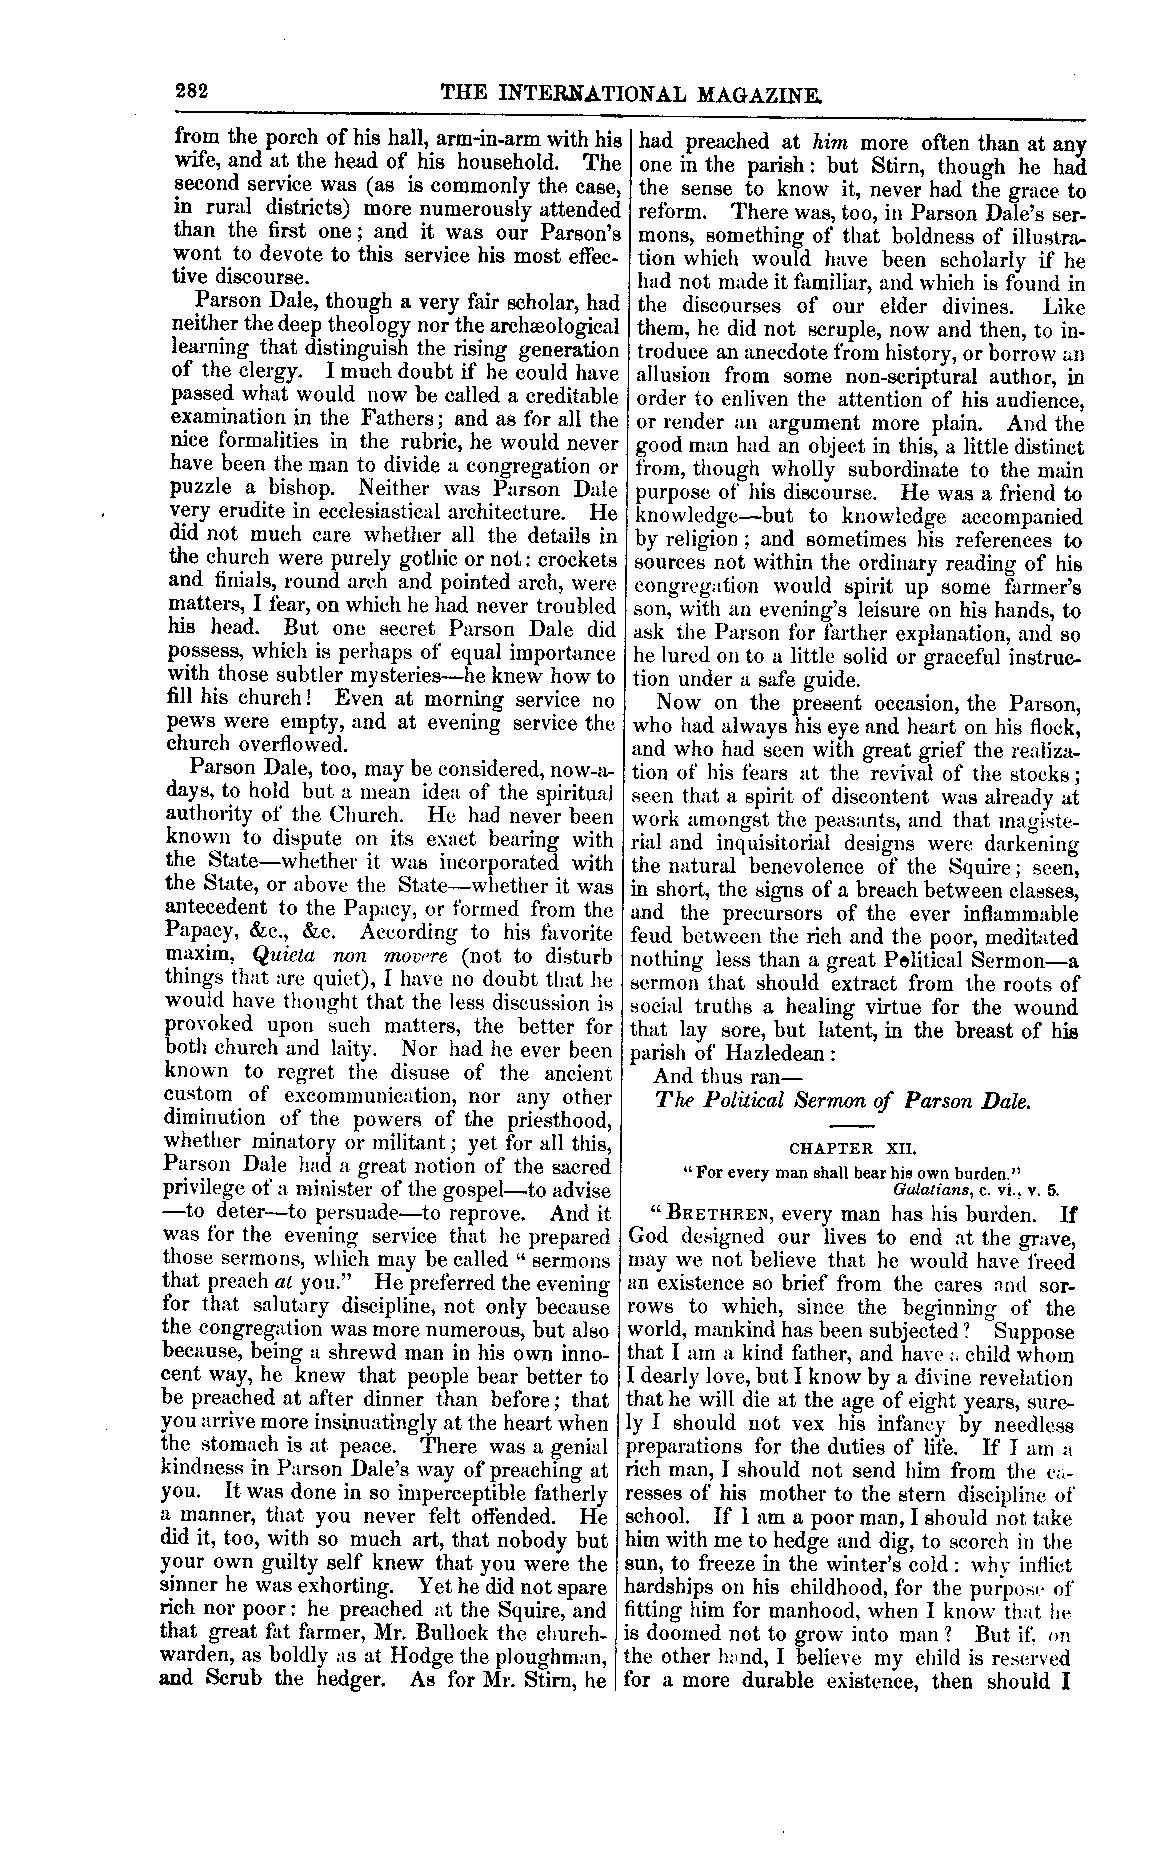 282
THE INTERNATIONAL MAGAZINE.
from the porch of his hall, arm-in-arm with his
wife, and at the head of his household. The
second service was (as is commonly the case,
in rural districts) more numerously attended
than the first one; and it was our Parson's
wont to devote to this service his most effec-
tive discourse.
Parson Dale, though a very fair scholar, had
neither the deep theology nor the archæological
learning that distinguish the rising generation
of the clergy. I much doubt if he could have
passed what would now be called a creditable
examination in the Fathers; and as for all the
nice formalities in the rubric, he would never
have been the man to divide a congregation or
puzzle a bishop. Neither was Parson Dale
very erudite in ecclesiastical architecture. He
did not much care whether all the details in
the church were purely gothic or not: crockets
and finials, round arch and pointed arch, were
matters, I fear, on which he had never troubled
his head. But one secret Parson Dale did
possess, which is perhaps of equal importance
with those subtler mysteries—he knew how to
fill his church! Even at morning service no
pews were empty, and at evening service the
church overflowed.
Parson Dale, too, may be considered, now-a-
days, to hold but a mean idea of the spiritual
authority of the Church. He had never been
known to dispute on its exact bearing with
the State—whether it was incorporated with
the State, or above the State—whether it was
antecedent to the Papacy, or formed from the
Papacy, &c., &c. According to his favorite
maxim, Quieta non movere (not to disturb
things that are quiet), I have no doubt that he
would have thought that the less discussion is
provoked upon such matters, the better for
both church and laity. Nor had he ever been
known to regret the disuse of the ancient
custom of excommunication, nor any other
diminution of the powers of the priesthood,
whether minatory or militant; yet for all this,
Parson Dale had a great notion of the sacred
privilege of a minister of the gospel—to advise
—to deter—to persuade—to reprove. And it
was for the evening service that he prepared
those sermons, which may be called "sermons
that preach at you." He preferred the evening
for that salutary discipline, not only because
the congregation was more numerous, but also
because, being a shrewd man in his own inno-
cent way, he knew that people bear better to
be preached at after dinner than before; that
you arrive more insinuatingly at the heart when
the stomach is at peace. There was a genial
kindness in Parson Dale's way of preaching at
you. It was done in so imperceptible fatherly
a manner, that you never felt offended. He
did it, too, with so much art, that nobody but
your own guilty self knew that you were the
sinner he was exhorting. Yet he did not spare
rich nor poor: he preached at the Squire, and
that great fat farmer, Mr. Bullock the church-
warden, as boldly as at Hodge the ploughman,
and Scrub the hedger. As for Mr. Stirn, he
had preached at him more often than at any
one in the parish: but Stirn, though he had
the sense to know it, never had the grace to
reform. There was, too, in Parson Dale's ser-
mons, something of that boldness of illustra-
tion which would have been scholarly if he
had not made it familiar, and which is found in
the discourses of our elder divines. Like
them, he did not scruple, now and then, to in-
troduce an anecdote from history, or borrow an
allusion from some non-scriptural author, in
order to enliven the attention of his audience,
or render an argument more plain. And the
good man had an object in this, a little distinct
from, though wholly subordinate to the main
purpose of his discourse. He was a friend to
knowledge—but to knowledge accompanied
by religion; and sometimes his references to
sources not within the ordinary reading of his
congregation would spirit up some farmer's
son, with an evening's leisure on his hands, to
ask the Parson for farther explanation, and so
he lured on to a little solid or graceful instruc-
tion under a safe guide.
Now on the present occasion, the Parson,
who had always his eye and heart on his flock,
and who had seen with great grief the realiza-
tion of his fears at the revival of the stocks;
seen that a spirit of discontent was already at
work amongst the peasants, and that magiste-
rial and inquisitorial designs were darkening
the natural benevolence of the Squire; seen,
in short, the signs of a breach between classes,
and the precursors of the ever inflammable
feud between the rich and the poor, meditated
nothing less than a great Political Sermon—a
sermon that should extract from the roots of
social truths a healing virtue for the wound
that lay sore, but latent, in the breast of his
parish of Hazledean:
And thus ran—
The Political Sermon of Parson Dale.
CHAPTER XII.
"For every man shall bear his own burden."
Galatians, c. vi., v. 5.
"BRETHREN, every man has his burden. If
God designed our lives to end at the grave,
may we not believe that he would have freed
an existence so brief from the cares and sor-
rows to which, since the beginning of the
world, mankind has been subjected? Suppose
that I am a kind father, and have a child whom
I dearly love, but I know by a divine revelation
that he will die at the age of eight years, sure-
ly I should not vex his infancy by needless
preparations for the duties of life. If I am a
rich man, I should not send him from the ca-
resses of his mother to the stern discipline of
school. If I am a poor man, I should not take
him with me to hedge and dig, to scorch in the
sun, to freeze in the winter's cold: why inflict
hardships on his childhood, for the purpose of
fitting him for manhood, when I know that he
is doomed not to grow into man? But if, on
the other hand, I believe my child is reserved
for a more durable existence, then should I